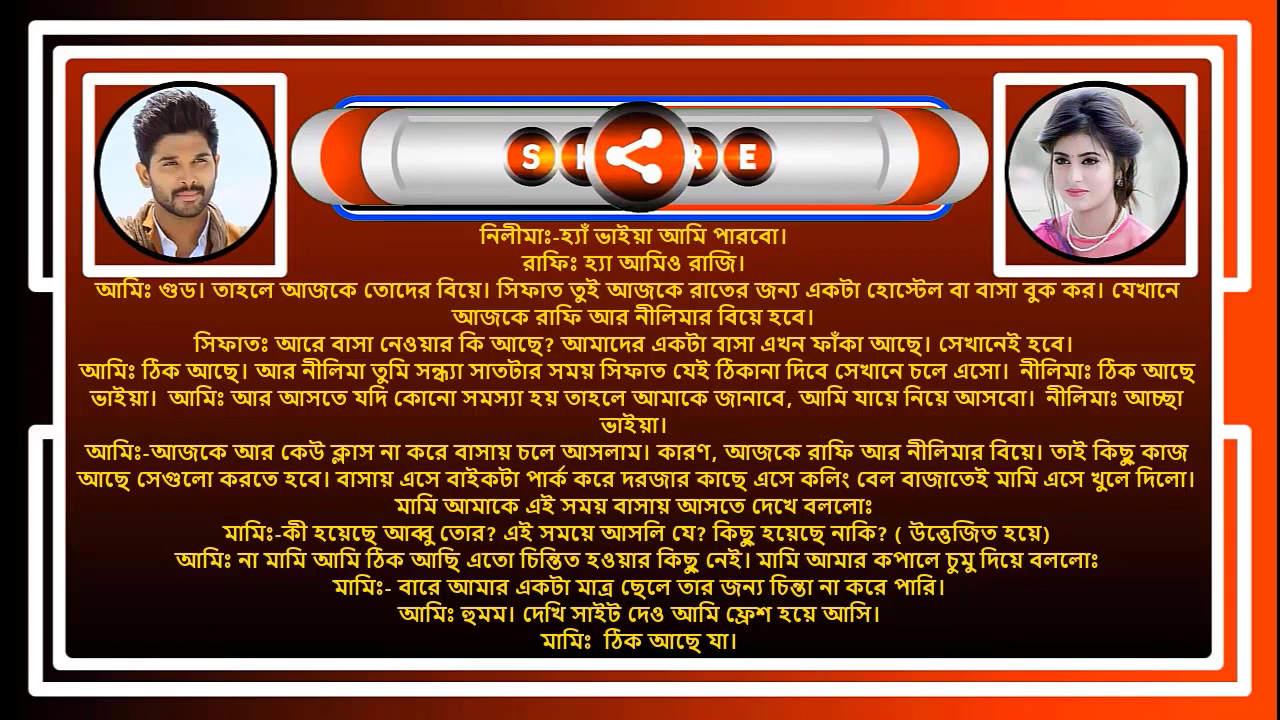 S H RE
নিলীমাঃ-হ্যাঁ ভাইয়া আমি পারবো।
রাফিঃ হ্যা আমিও রাজি।
আমিঃ গুড। তাহলে আজকে তোদের বিয়ে। সিফাত তুই আজকে রাতের জন্য একটা হোস্টেল বা বাসা বুক কর। যেখানে
আজকে রাফি আর নীলিমার বিয়ে হবে।
সিফাতঃ আরে বাসা নেওয়ার কি আছে? আমাদের একটা বাসা এখন ফাঁকা আছে। সেখানেই হবে।
আমিঃ ঠিক আছে। আর নীলিমা তুমি সন্ধ্যা সাতটার সময় সিফাত যেই ঠিকানা দিবে সেখানে চলে এসো। নীলিমাঃ ঠিক আছে
ভাইয়া। আমিঃ আর আসতে যদি কোনো সমস্যা হয় তাহলে আমাকে জানাবে, আমি যায়ে নিয়ে আসবো। নীলিমাঃ আচ্ছা
ভাইয়া।
আমিঃ-আজকে আর কেউ ক্লাস না করে বাসায় চলে আসলাম। কারণ, আজকে রাফি আর নীলিমার বিয়ে। তাই কিছু কাজ
আছে সেগুলো করতে হবে। বাসায় এসে বাইকটা পার্ক করে দরজার কাছে এসে কলিং বেল বাজাতেই মামি এসে খুলে দিলো।
মামি আমাকে এই সময় বাসায় আসতে দেখে বললোঃ
মামিঃ-কী হয়েছে আব্বু তোর? এই সময়ে আসলি যে? কিছু হয়েছে নাকি? ( উত্তেজিত হয়ে)
আমিঃ না মামি আমি ঠিক আছি এতো চিন্তিত হওয়ার কিছু নেই। মামি আমার কপালে চুমু দিয়ে বললোঃ
মামিঃ- বারে আমার একটা মাত্র ছেলে তার জন্য চিন্তা না করে পারি।
আমিঃ হুমম। দেখি সাইট দেও আমি ফ্রেশ হয়ে আসি।
মামিঃ ঠিক আছে যা।